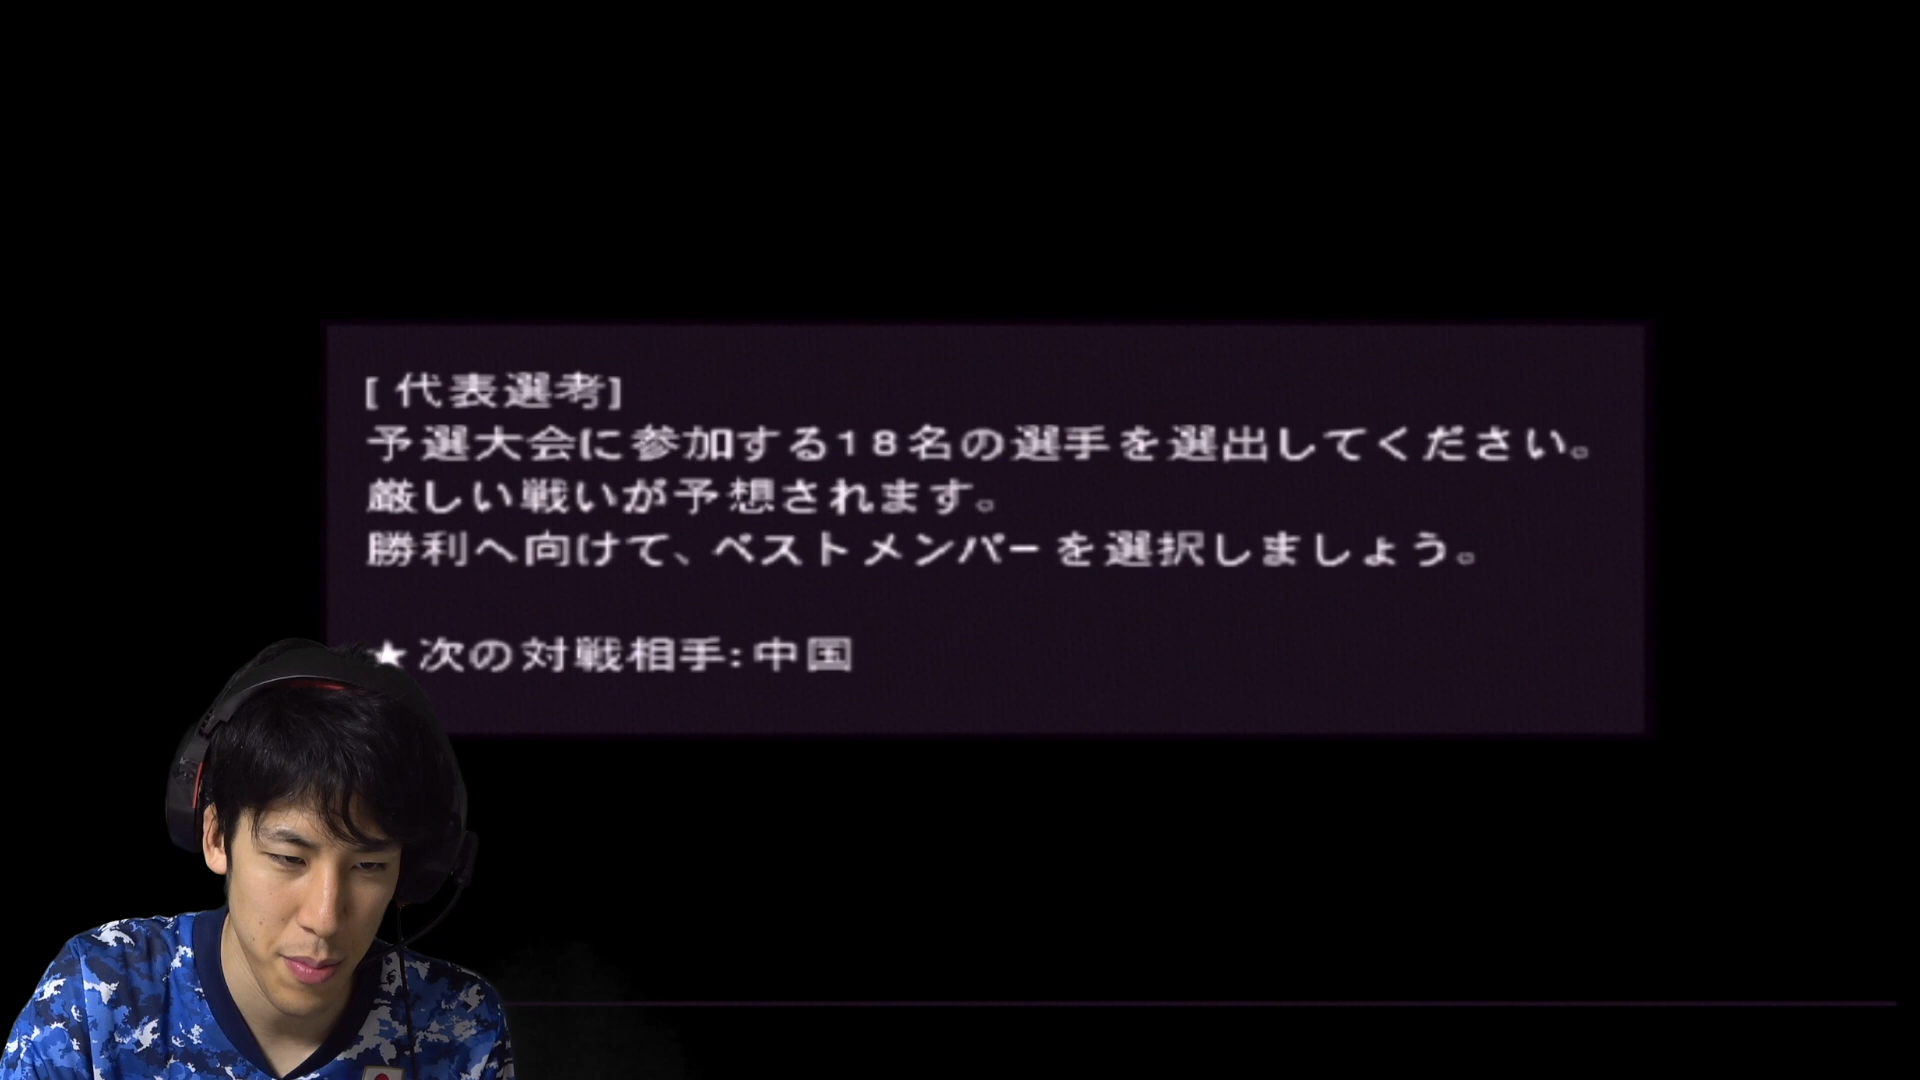 [代表選考]
予選大会に参加する18名の選手を選出してください。
厳しい戦いが予想されます。
勝利へ向けて、ベストメンバーを選択しましょう。
★次の対戦相手:中国